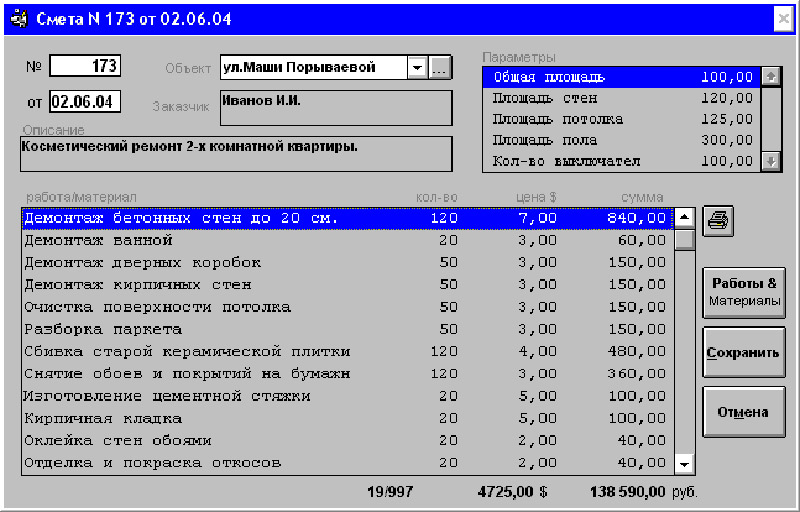 Смета N 173 от 02.06.04
№ 173 Объект ул.Маши Порываевой ...
от 02.06.04 Заказчик Иванов И.И.
Описание
Косметический ремонт 2-х комнатной квартиры.
Параметры
Общая площадь 100,00
Площадь стен 120,00
Площадь потолка 125,00
Площадь пола 300,00
Кол-во выключател 100,00
работа/материал кол-во цена $ сумма
Демонтаж бетонных стен до 20 см. 120 7,00 840,00
Демонтаж ванной 20 3,00 60,00
Демонтаж дверных коробок 50 3,00 150,00
Демонтаж кирпичных стен 50 3,00 150,00
Очистка поверхности потолка 50 3,00 150,00
Разборка паркета 50 3,00 150,00
Сбивка старой керамической плитки 120 4,00 480,00
Снятие обоев и покрытий на бумажн 120 3,00 360,00
Изготовление цементной стяжки 20 5,00 100,00
Кирпичная кладка 20 5,00 100,00
Оклейка стен обоями 20 2,00 40,00
Отделка и покраска откосов 20 2,00 40,00
19/997 4725,00 $ 138 590,00 руб.
Работы &
Материалы
Сохранить
Отмена